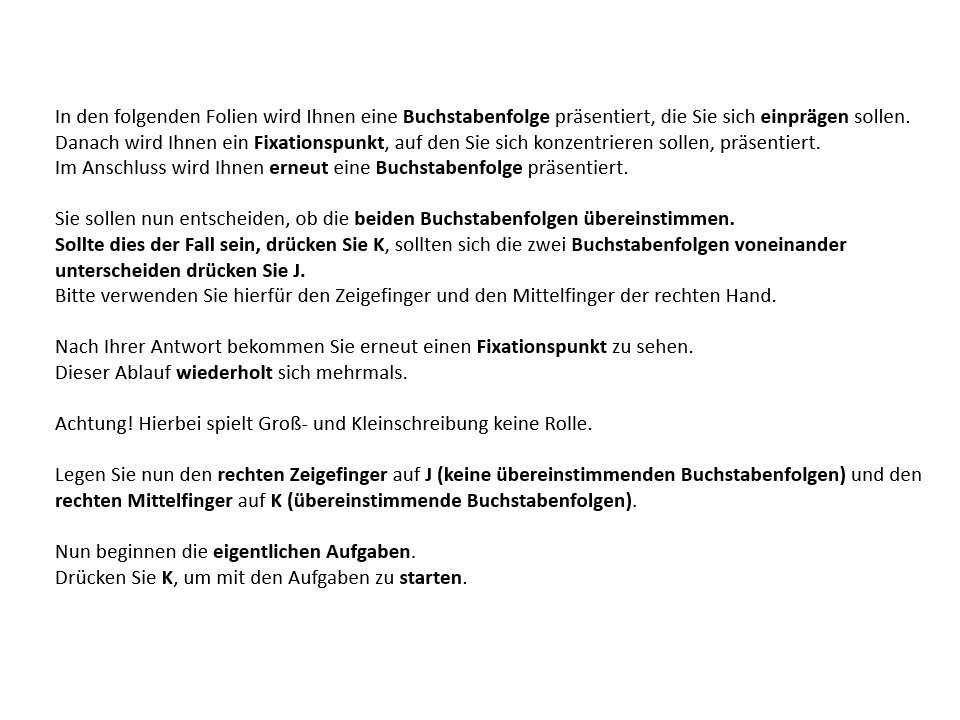 In den folgenden Folien wird Ihnen eine Buchstabenfolge präsentiert, die Sie sich einprägen sollen.
Danach wird Ihnen ein Fixationspunkt, auf den Sie sich konzentrieren sollen, präsentiert.
Im Anschluss wird Ihnen erneut eine Buchstabenfolge präsentiert.
Sie sollen nun entscheiden, ob die beiden Buchstabenfolgen übereinstimmen.
Sollte dies der Fall sein, drücken Sie K, sollten sich die zwei Buchstabenfolgen voneinander
unterscheiden drücken Sie J.
Bitte verwenden Sie hierfür den Zeigefinger und den Mittelfinger der rechten Hand.
Nach Ihrer Antwort bekommen Sie erneut einen Fixationspunkt zu sehen.
Dieser Ablauf wiederholt sich mehrmals.
Achtung! Hierbei spielt Groß- und Kleinschreibung keine Rolle.
Legen Sie nun den rechten Zeigefinger auf J (keine übereinstimmenden Buchstabenfolgen) und den
rechten Mittelfinger auf K (übereinstimmende Buchstabenfolgen).
Nun beginnen die eigentlichen Aufgaben.
Drücken Sie K, um mit den Aufgaben zu starten.